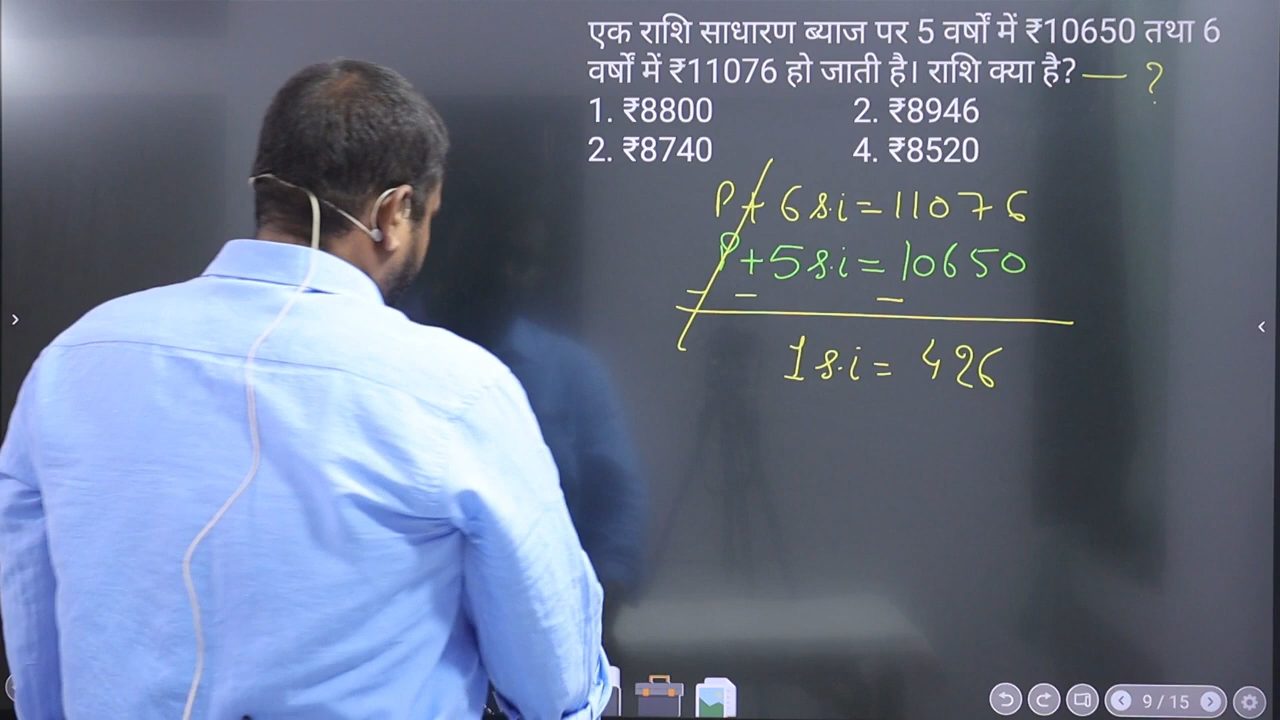 एक राशि साधारण ब्याज पर 5 वर्षों में ₹10650 तथा 6
वर्षों में ₹11076 हो जाती है। राशि क्या है? — ?
1. ₹8800 2. ₹8946
2. ₹8740 4. ₹8520
P + 6 s.i = 11076
P + 5 s.i = 10650
1 s.i = 426
9 / 15